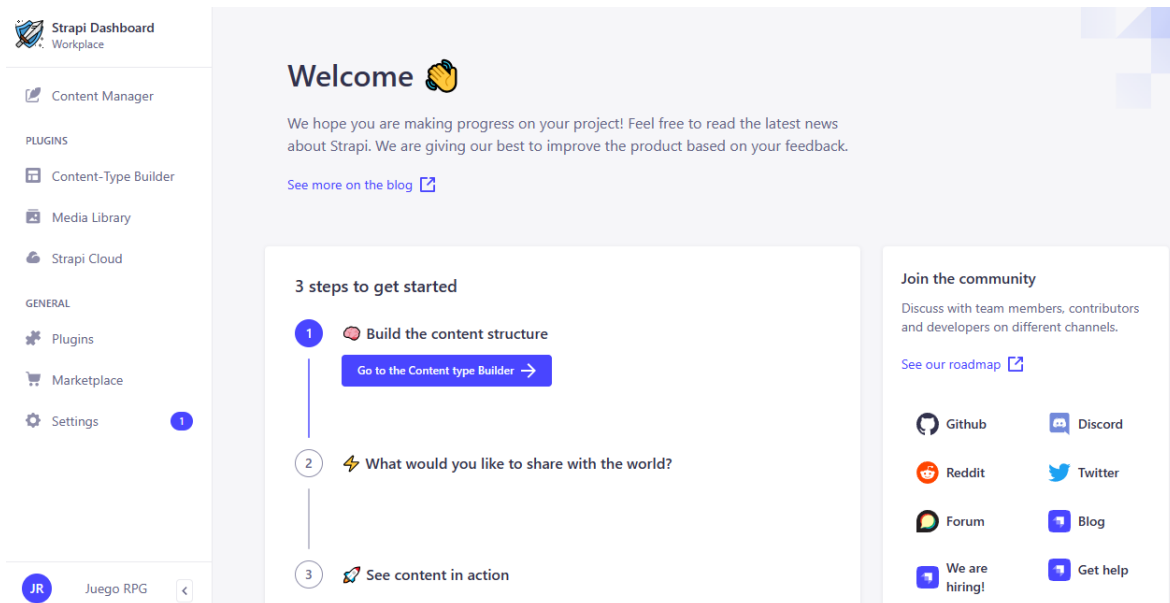 Strapi Dashboard
Workplace
Content Manager
PLUGINS
Content-Type Builder
Media Library
Strapi Cloud
GENERAL
Plugins
Marketplace
Settings
1
JR
Juego RPG
Welcome
We hope you are making progress on your project! Feel free to read the latest news
about Strapi. We are giving our best to improve the product based on your feedback.
See more on the blog
3 steps to get started
1
Build the content structure
Go to the Content type Builder
2
What would you like to share with the world?
3
See content in action
Join the community
Discuss with team members, contributors
and developers on different channels.
See our roadmap
Github
Discord
Reddit
Twitter
Forum
Blog
We are
hiring!
Get help